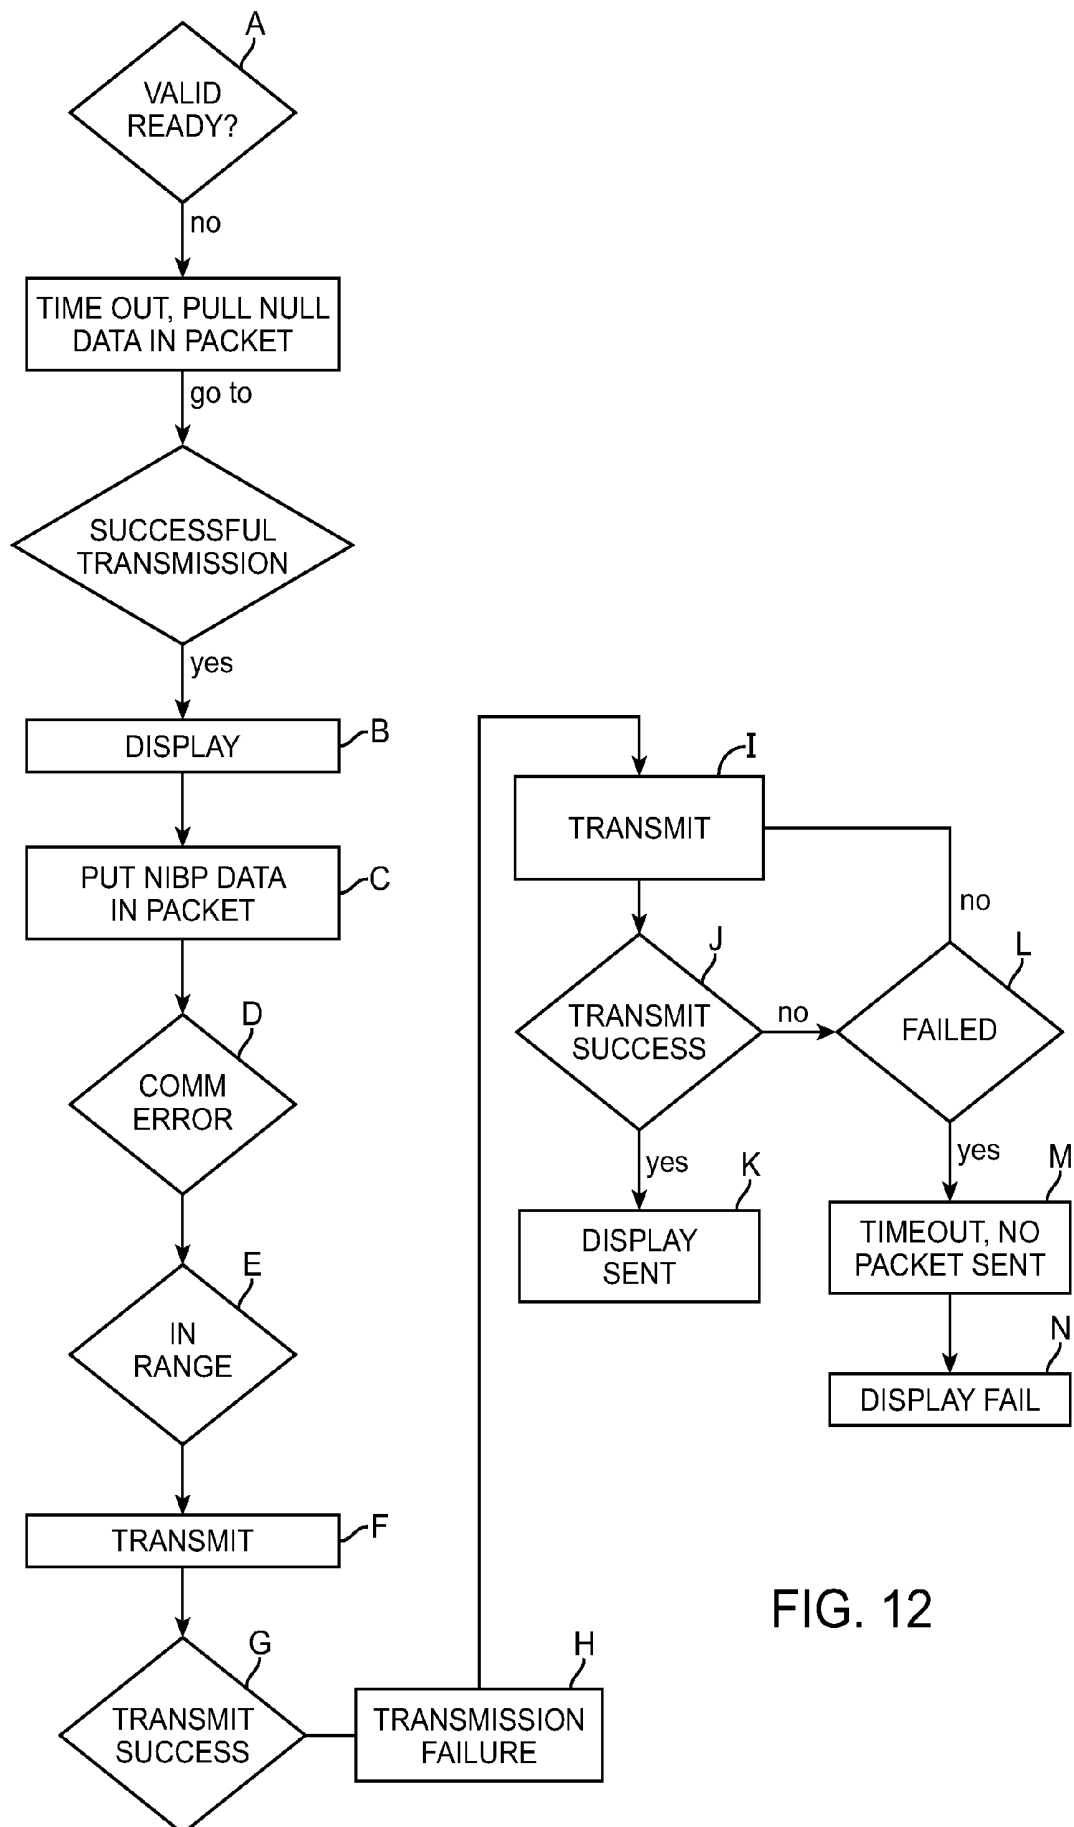 A
VALID
READY?
no
TIME OUT, PULL NULL
DATA IN PACKET
go to
SUCCESSFUL
TRANSMISSION
yes
DISPLAY
B
PUT NIBP DATA
IN PACKET
C
D
COMM
ERROR
E
IN
RANGE
TRANSMIT
F
G
TRANSMIT
SUCCESS
H
TRANSMISSION
FAILURE
I
TRANSMIT
J
TRANSMIT
SUCCESS
no
yes
K
DISPLAY
SENT
no
L
FAILED
yes
M
TIMEOUT, NO
PACKET SENT
N
DISPLAY FAIL
FIG. 12